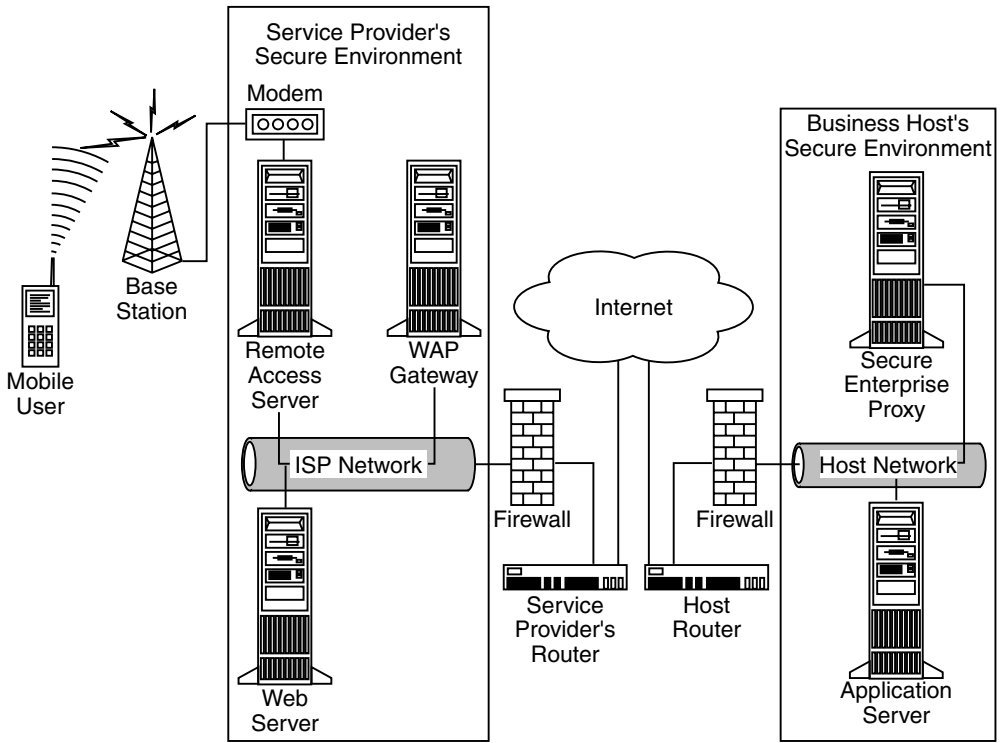 Service Provider's
Secure Environment
Modem
Business Host's
Secure Environment
Base
Station
Internet
Mobile
User
Remote
Access
Server
WAP
Gateway
Secure
Enterprise
Proxy
ISP Network
Host Network
Firewall
Firewall
Service
Provider's
Router
Host
Router
Web
Server
Application
Server